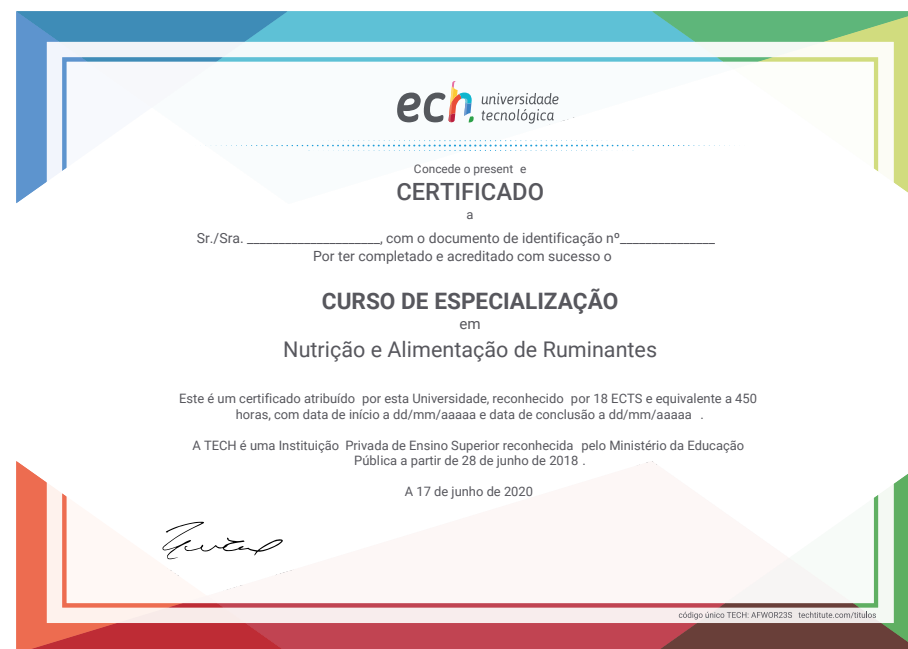 ech universidade
tecnológica
Concede o present e
CERTIFICADO
a
Sr./Sra. ____________________, com o documento de identificação nº______________
Por ter completado e acreditado com sucesso o
CURSO DE ESPECIALIZAÇÃO
em
Nutrição e Alimentação de Ruminantes
Este é um certificado atribuído por esta Universidade, reconhecido por 18 ECTS e equivalente a 450
horas, com data de início a dd/mm/aaaaa e data de conclusão a dd/mm/aaaaa .
A TECH é uma Instituição Privada de Ensino Superior reconhecida pelo Ministério da Educação
Pública a partir de 28 de junho de 2018 .
A 17 de junho de 2020
código único TECH: AFWOR23S techtitute.com/titulos